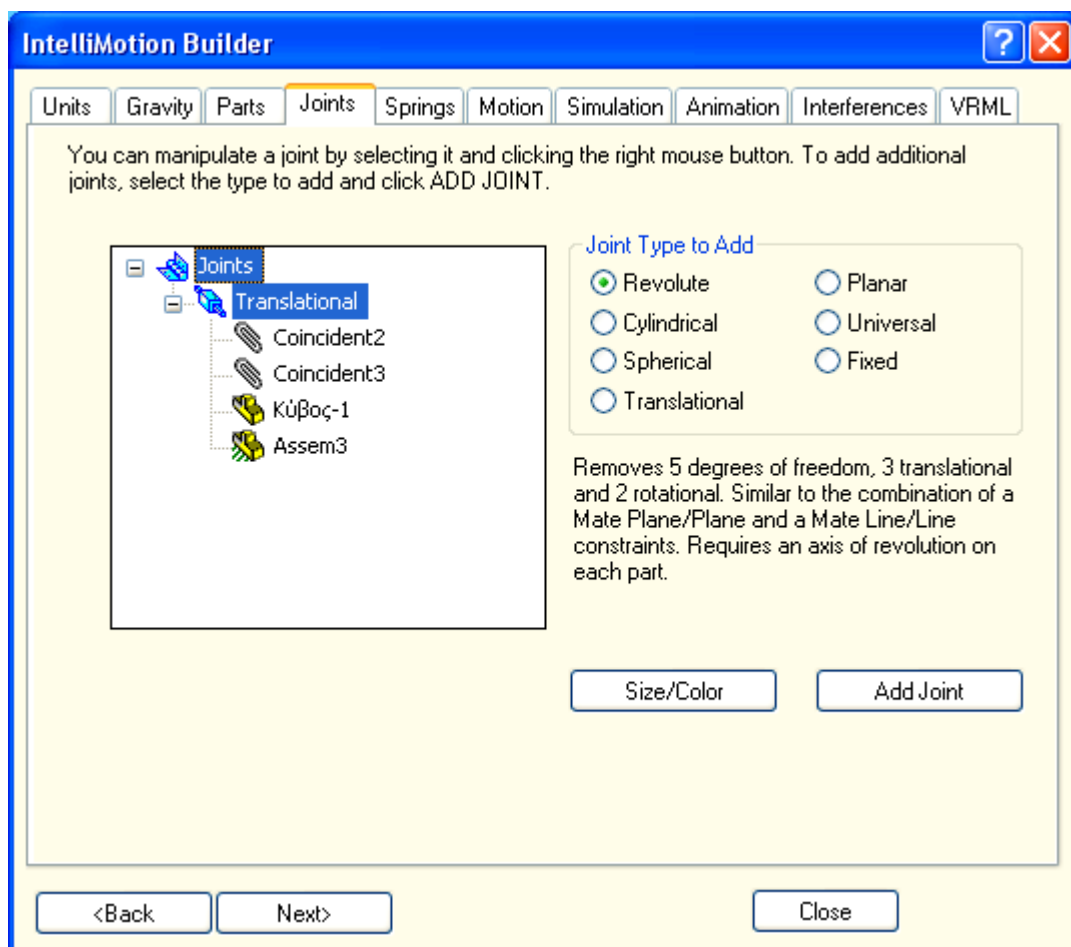 IntelliMotion Builder
Units Gravity Parts Joints Springs Motion Simulation Animation Interferences VRML
You can manipulate a joint by selecting it and clicking the right mouse button. To add additional
joints, select the type to add and click ADD JOINT.
Joints
Translational
Coincident2
Coincident3
Κύβος-1
Assem3
Joint Type to Add
Revolute Planar
Cylindrical Universal
Spherical Fixed
Translational
Removes 5 degrees of freedom, 3 translational
and 2 rotational. Similar to the combination of a
Mate Plane/Plane and a Mate Line/Line
constraints. Requires an axis of revolution on
each part.
Size/Color Add Joint
<Back Next> Close